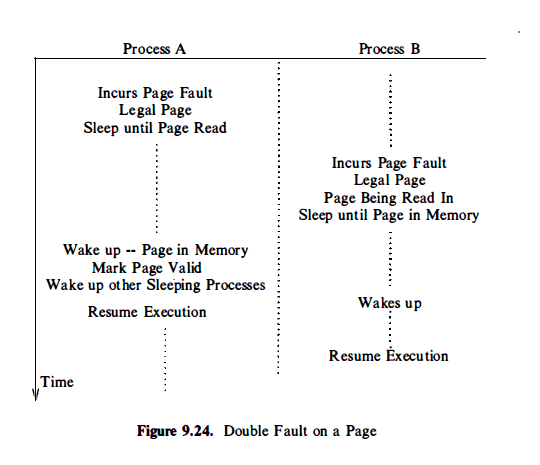 Process A
Process B
Incurs Page Fault
Legal Page
Sleep until Page Read
Incurs Page Fault
Legal Page
Page Being Read In
Sleep until Page in Memory
Wake up -- Page in Memory
Mark Page Valid
Wake up other Sleeping Processes
Resume Execution
Wakes up
Resume Execution
Time
Figure 9.24. Double Fault on a Page